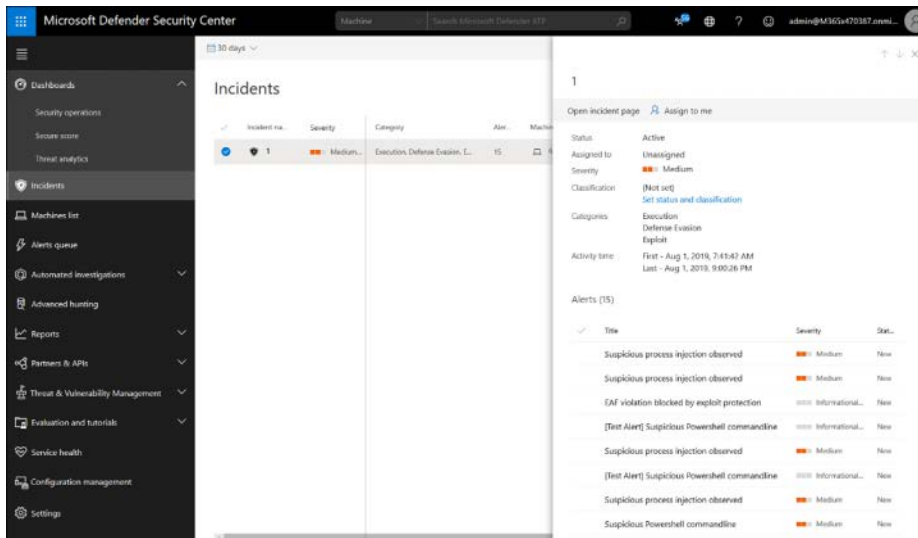 Microsoft Defender Security Center
Machine
Search Microsoft Defender ATP
?
admin@M365x470387.onmi...
30 days
Dashboards
Security operations
Secure score
Threat analytics
Incidents
Machines list
Alerts queue
Automated investigations
Advanced hunting
Reports
Partners & APIs
Threat & Vulnerability Management
Evaluation and tutorials
Service health
Configuration management
Settings
Incidents
Incident na... Severity Category Aler... Machin
1 Medium... Execution, Defense Evasion, E... 15
1
Open incident page Assign to me
Status Active
Assigned to Unassigned
Severity Medium
Classification (Not set)
Set status and classification
Categories Execution
Defense Evasion
Exploit
Activity time First - Aug 1, 2019, 7:41:42 AM
Last - Aug 1, 2019, 9:00:26 PM
Alerts (15)
Title Severity Stat...
Suspicious process injection observed Medium New
Suspicious process injection observed Medium New
EAF violation blocked by exploit protection Informational... New
[Test Alert] Suspicious Powershell commandline Informational... New
Suspicious process injection observed Medium New
[Test Alert] Suspicious Powershell commandline Informational... New
Suspicious process injection observed Medium New
Suspicious Powershell commandline Medium New